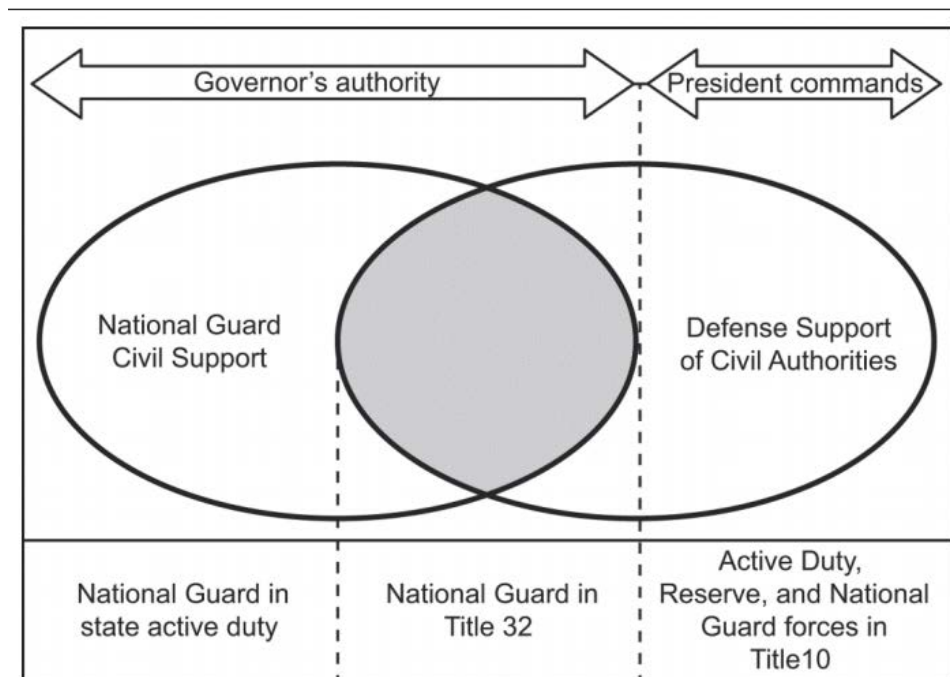 Governor's authority
President commands
National Guard
Civil Support
Defense Support
of Civil Authorities
National Guard in
state active duty
National Guard in
Title 32
Active Duty,
Reserve, and National
Guard forces in
Title10